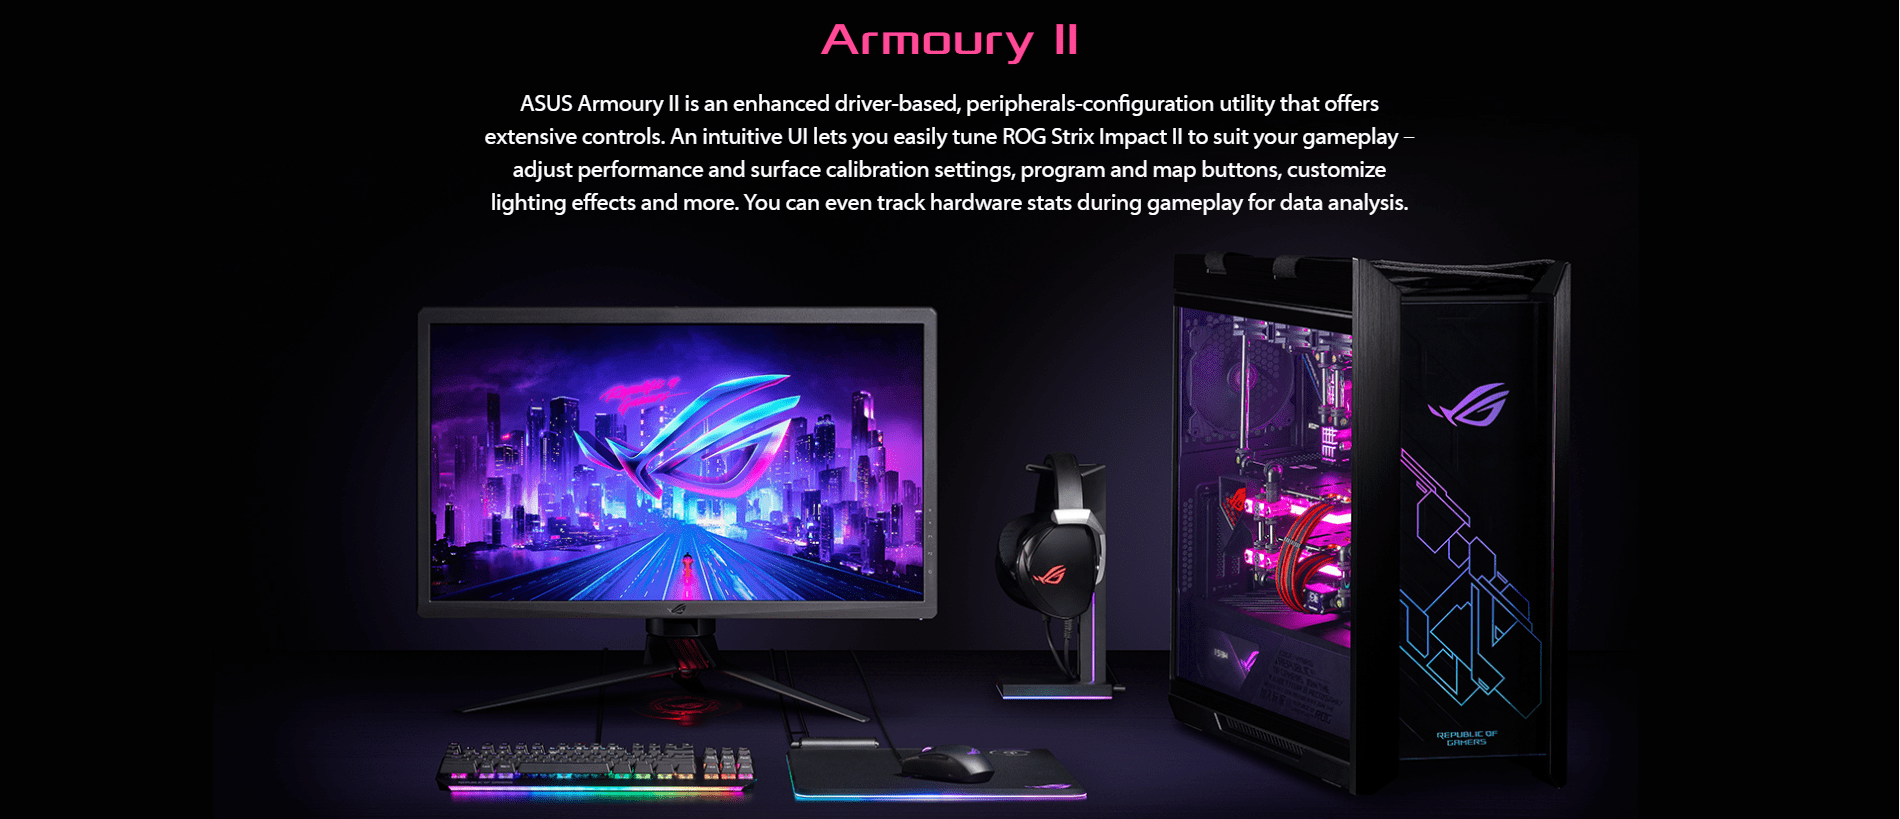 Armoury II
ASUS Armoury II is an enhanced driver-based, peripherals-configuration utility that offers
extensive controls. An intuitive UI lets you easily tune ROG Strix Impact II to suit your gameplay –
adjust performance and surface calibration settings, program and map buttons, customize
lighting effects and more. You can even track hardware stats during gameplay for data analysis.
REPUBLIC OF
GAMERS